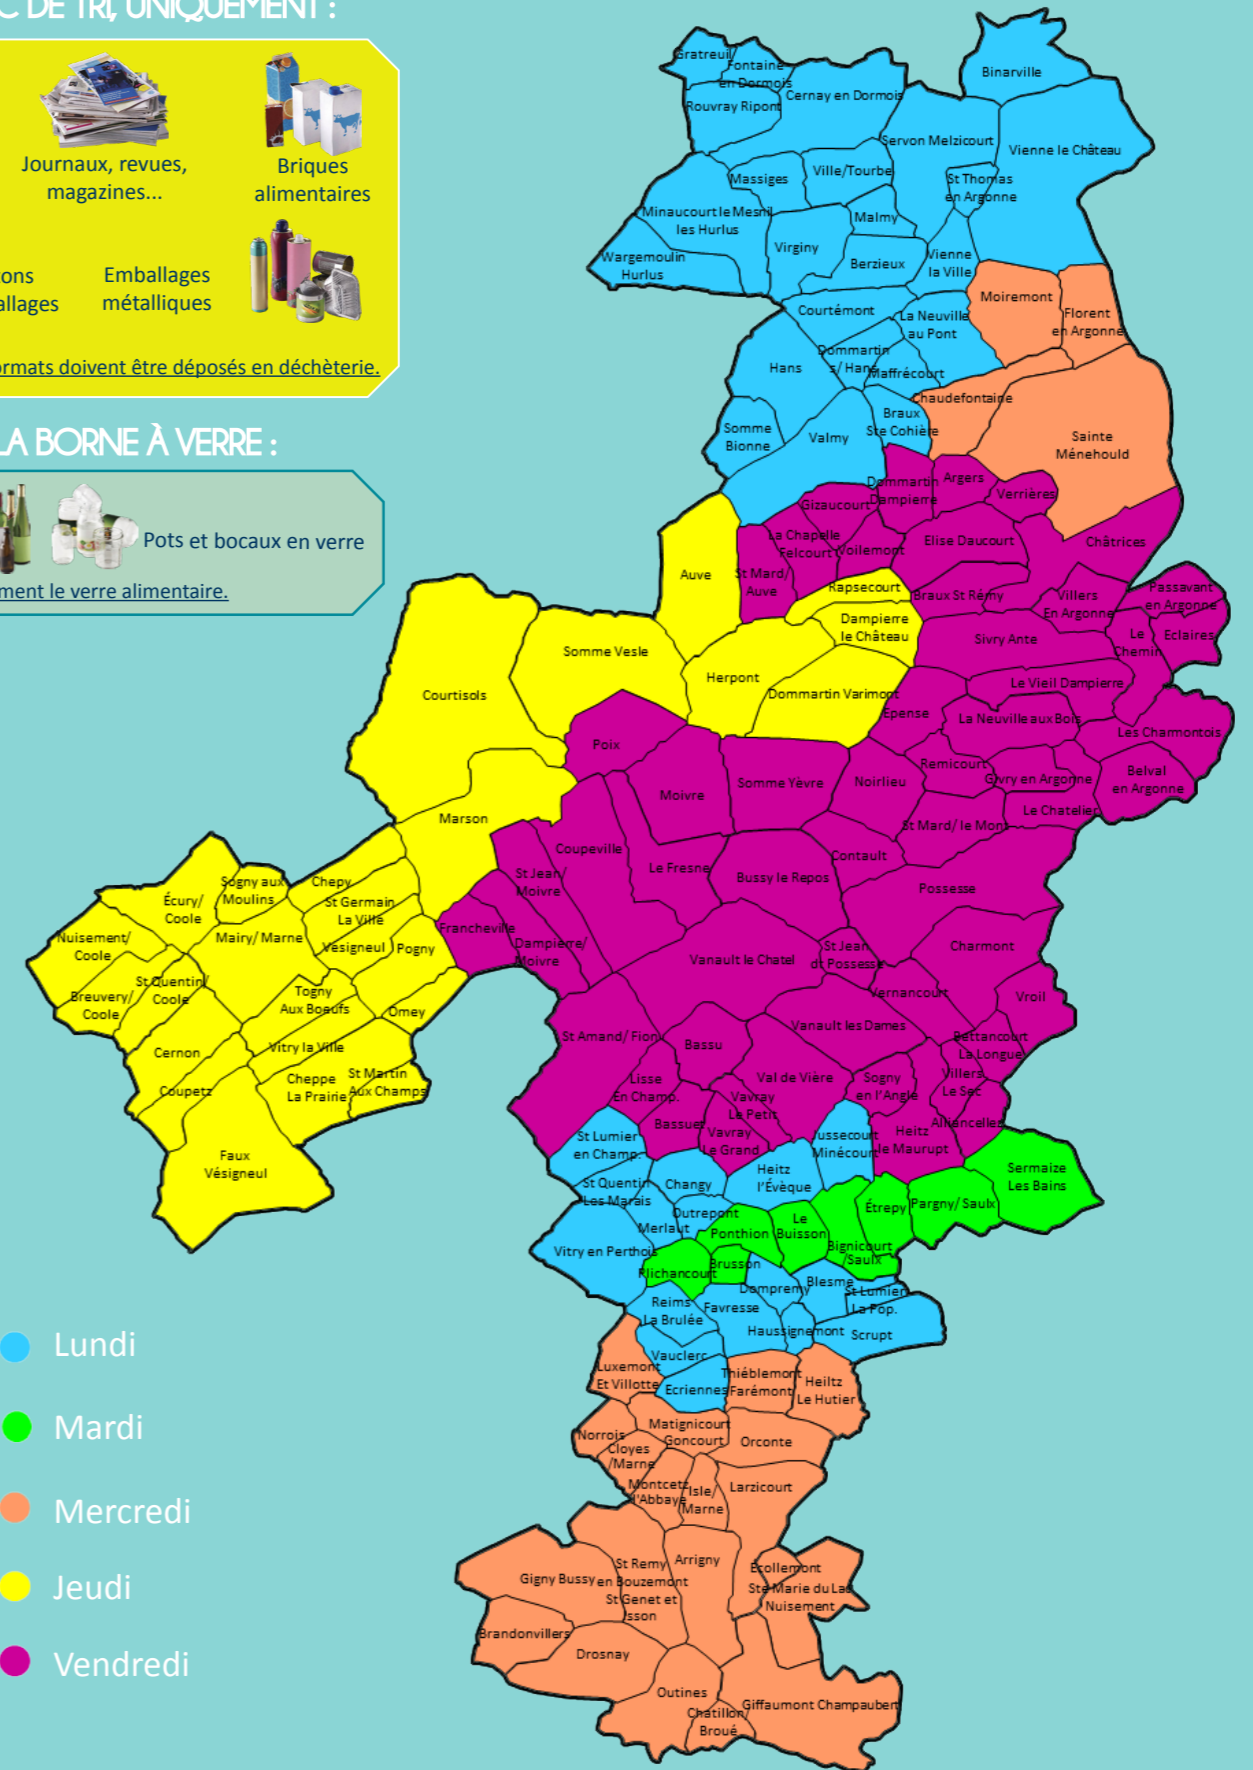 C DE TRI, UNIQUEMENT :
Journaux, revues,
magazines...
Briques
alimentaires
Emballages
métalliques
ormats doivent être déposés en déchèterie.
LA BORNE À VERRE :
Pots et bocaux en verre
ment le verre alimentaire.
Lundi
Mardi
Mercredi
Jeudi
Vendredi
Gratreuil
Fontaine
en Dormois
Rouvray Ripont
Cernay en Dormois
Binarville
Servon Melzicourt
Vienne le Château
Massiges
Ville/Tourbe
St Thomas
en Argonne
Minaucourt le Mesnil
les Hurlus
Malmy
Virginy
Wargemoulin
Hurlus
Berzieux
Vienne
la Ville
Moiremont
Florent
en Argonne
Courtémont
La Neuville
au Pont
Hans
Dommartin
s/ Hans
Maffrécourt
Chaudefontaine
Braux
Ste Cohière
Somme
Bionne
Valmy
Sainte
Ménehould
Dommartin
Dampierre
Argers
Verrières
Gizaucourt
La Chapelle
Felcourt
Voilemont
Elise Daucourt
Châtrices
Auve
St Mard/
Auve
Rapsecourt
Braux St Rémy
Villers
En Argonne
Passavant
en Argonne
Dampierre
le Château
Sivry Ante
Le
Chemin
Eclaires
Somme Vesle
Herpont
Dommartin Varimont
Le Vieil Dampierre
Courtisols
Epense
La Neuville aux Bois
Les Charmontois
Poix
Remicourt
Givry en Argonne
Belval
en Argonne
Moivre
Somme Yèvre
Noirlieu
Le Chatelier
Marson
St Mard/ le Mont
Coupeville
Contault
St Jean/
Moivre
Le Fresne
Bussy le Repos
Possesse
Sogny aux
Moulins
Chepy
Écury/
Coole
St Germain
La Ville
Nuisement/
Coole
Mairy/ Marne
Vésigneul
Pogny
Francheville
Dampierre/
Moivre
Vanault le Chatel
St Jean
dt Possesse
Charmont
St Quentin/
Coole
Breuvery/
Coole
Togny
Aux Boeufs
Omey
Vernancourt
Vroil
Cernon
Vitry la Ville
St Amand/ Fion
Bassu
Vanault les Dames
Bettancourt
La Longue
Coupetz
Cheppe
La Prairie
St Martin
Aux Champs
Lisse
En Champ.
Val de Vière
Sogny
en l'Angle
Villers
Le Sec
Vavray
Le Petit
Bassuet
Vavray
Le Grand
Alliancelles
Heitz
le Maurupt
Faux
Vésigneul
St Lumier
en Champ.
Jussecourt
Minécourt
Sermaize
Les Bains
Heitz
l'Évèque
St Quentin
Les Marais
Changy
Outrepont
Merlaut
Ponthion
Le
Buisson
Étrepy
Pargny/ Saulx
Vitry en Perthois
Bignicourt
/Saulx
Plichancourt
Brusson
Dompremy
Blesme
St Lumier
La Pop.
Reims
La Brulée
Favresse
Haussignemont
Scrupt
Vauclerc
Luxemont
Et Villotte
Ecriennes
Thiéblemont
Farémont
Heiltz
Le Hutier
Norrois
Matignicourt
Goncourt
Orconte
Cloyes
/Marne
Montcetz
l'Abbaye
Isle/
Marne
Larzicourt
Gigny Bussy
St Remy
en Bouzemont
St Genet et
Isson
Arrigny
Écollemont
Ste Marie du Lac
Nuisement
Brandonvillers
Drosnay
Outines
Chatillon/
Broué
Giffaumont Champaubert